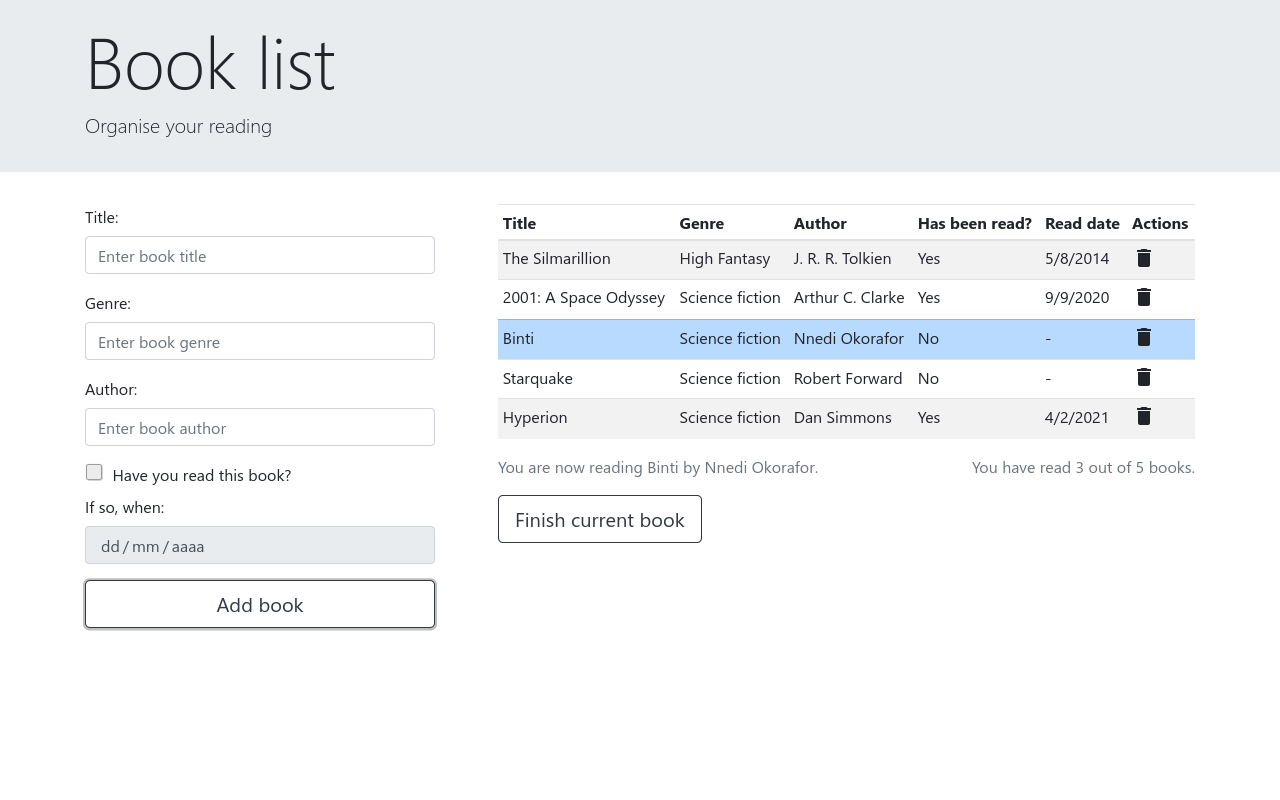 Book list
Organise your reading
Title:
Enter book title
Genre:
Enter book genre
Author:
Enter book author
Have you read this book?
If so, when:
dd / mm / aaaa
Add book
Title Genre Author Has been read? Read date Actions
The Silmarillion High Fantasy J. R. R. Tolkien Yes 5/8/2014
2001: A Space Odyssey Science fiction Arthur C. Clarke Yes 9/9/2020
Binti Science fiction Nnedi Okorafor No -
Starquake Science fiction Robert Forward No -
Hyperion Science fiction Dan Simmons Yes 4/2/2021
You are now reading Binti by Nnedi Okorafor. You have read 3 out of 5 books.
Finish current book